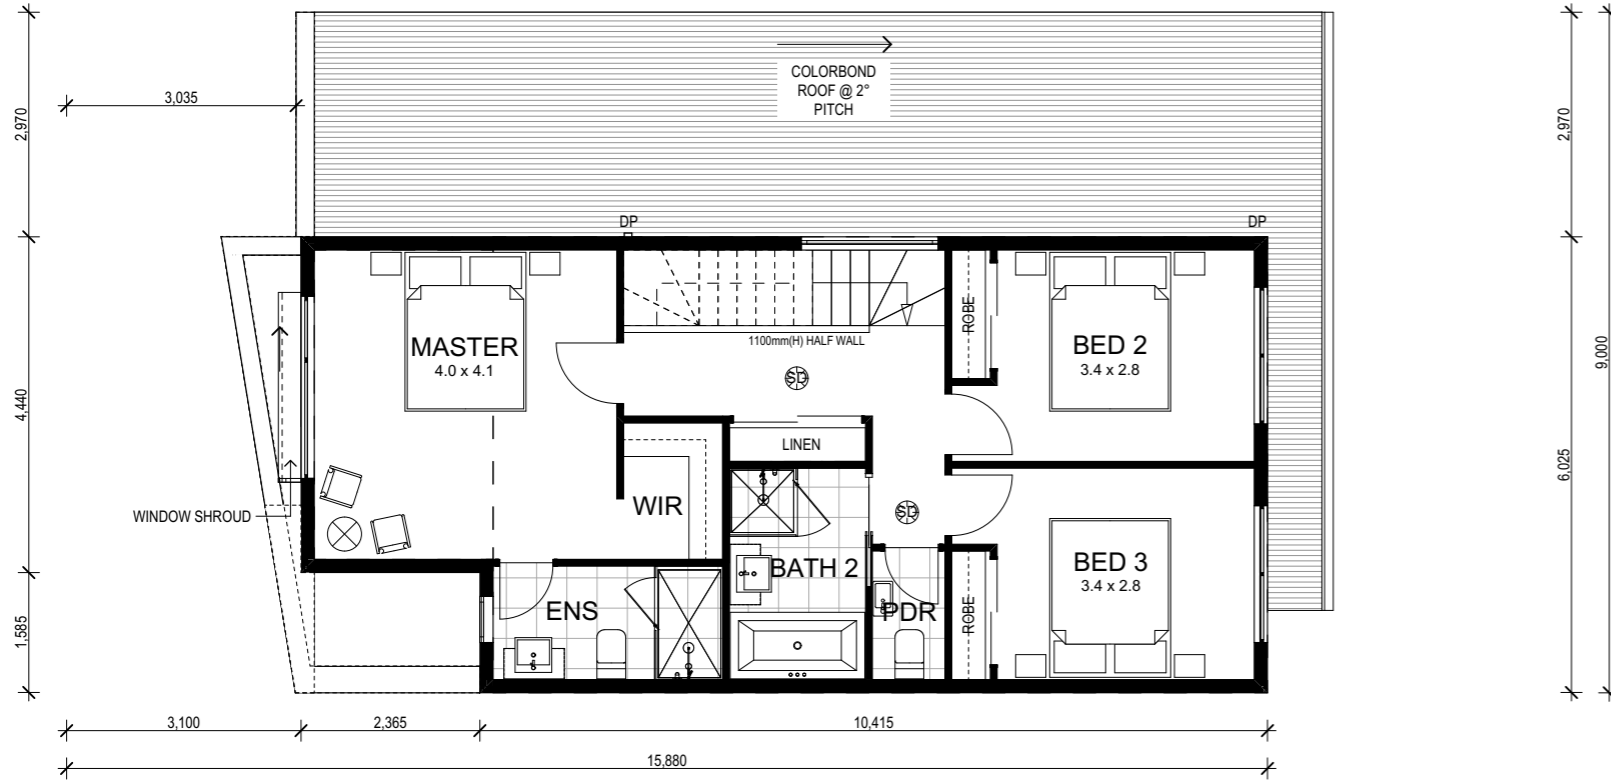 COLORBOND
ROOF @ 2°
PITCH
3,035
2,970
2,970
DP
DP
MASTER
4.0 x 4.1
1100mm(H) HALF WALL
ROBE
BED 2
3.4 x 2.8
SD
4,440
9,000
LINEN
6,025
WINDOW SHROUD
WIR
SD
BATH 2
BED 3
3.4 x 2.8
ENS
PDR
ROBE
1,585
3,100
2,365
10,415
15,880